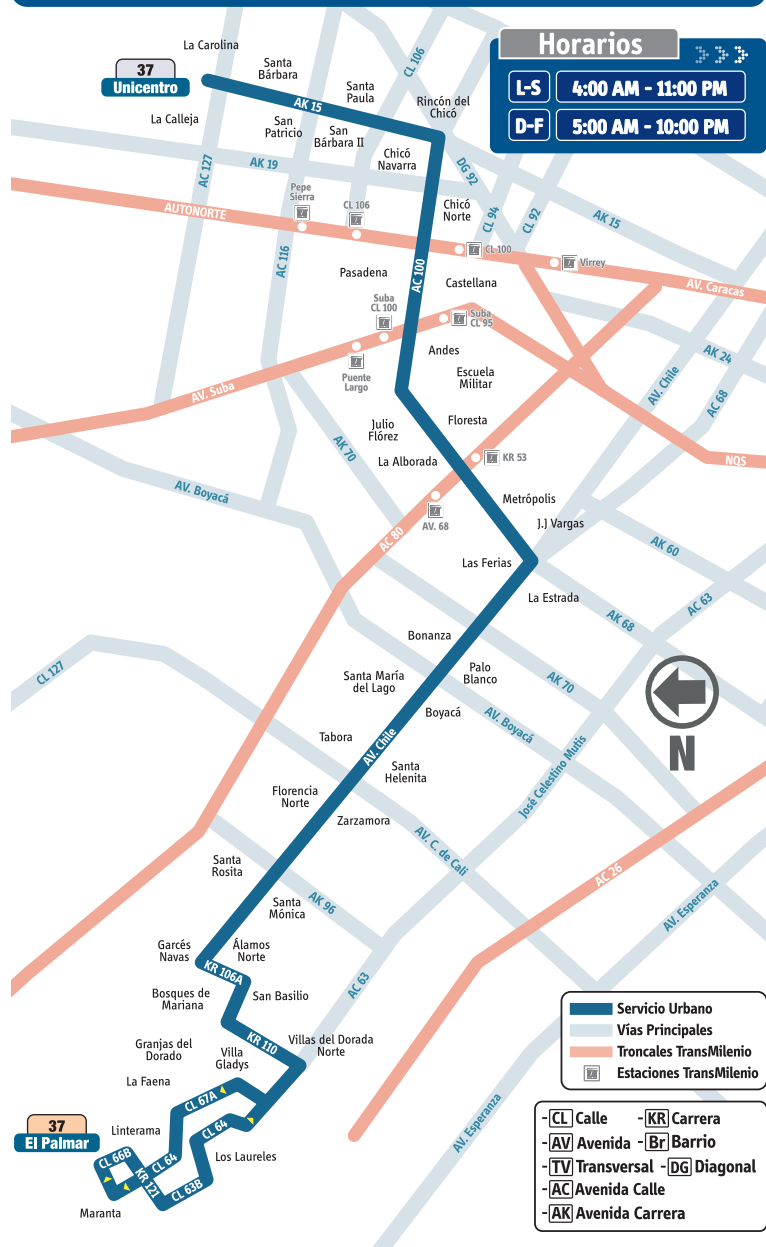 Horarios
L-S 4:00 AM - 11:00 PM
D-F 5:00 AM - 10:00 PM
37
Unicentro
La Carolina
Santa
Bárbara
CL 106
AK 15
Santa
Paula
Rincón del
Chicó
La Calleja
San
Patricio
San
Bárbara II
Chicó
Navarra
DG 92
AC 127
AK 19
Pepe
Sierra
CL 106
Chicó
Norte
CL 94
CL 92
AK 15
AUTONORTE
AC 116
CL 100
Virrey
AC 100
Pasadena
Castellana
AV. Caracas
Suba
CL 100
Suba
CL 95
Andes
AK 24
Puente
Largo
Escuela
Militar
AV. Chile
AV. Suba
AC 68
Julio
Flórez
Floresta
AK 70
La Alborada
KR 53
NQS
AV. Boyacá
AV. 68
Metrópolis
J.J Vargas
AC 80
AK 60
Las Ferias
La Estrada
AC 63
AK 68
Bonanza
CL 127
Santa María
del Lago
Palo
Blanco
AK 70
Boyacá
AV. Boyacá
N
Tabora
AV. Chile
Santa
Helenita
José Celestino Mutis
Florencia
Norte
Zarzamora
AV. C. de Cali
Santa
Rosita
AC 26
AK 96
Santa
Mónica
AV. Esperanza
Garcés
Navas
Álamos
Norte
KR 106A
AC 63
Bosques de
Mariana
San Basilio
KR 110
Villas del Dorada
Norte
Granjas del
Dorado
Villa
Gladys
La Faena
CL 67A
37
El Palmar
Linterama
CL 64
CL 66B
CL 64
Los Laureles
KR 121
CL 63B
Maranta
AV. Esperanza
Servicio Urbano
Vías Principales
Troncales TransMilenio
Estaciones TransMilenio
-CL Calle -KR Carrera
-AV Avenida -Br Barrio
-TV Transversal -DG Diagonal
-AC Avenida Calle
-AK Avenida Carrera